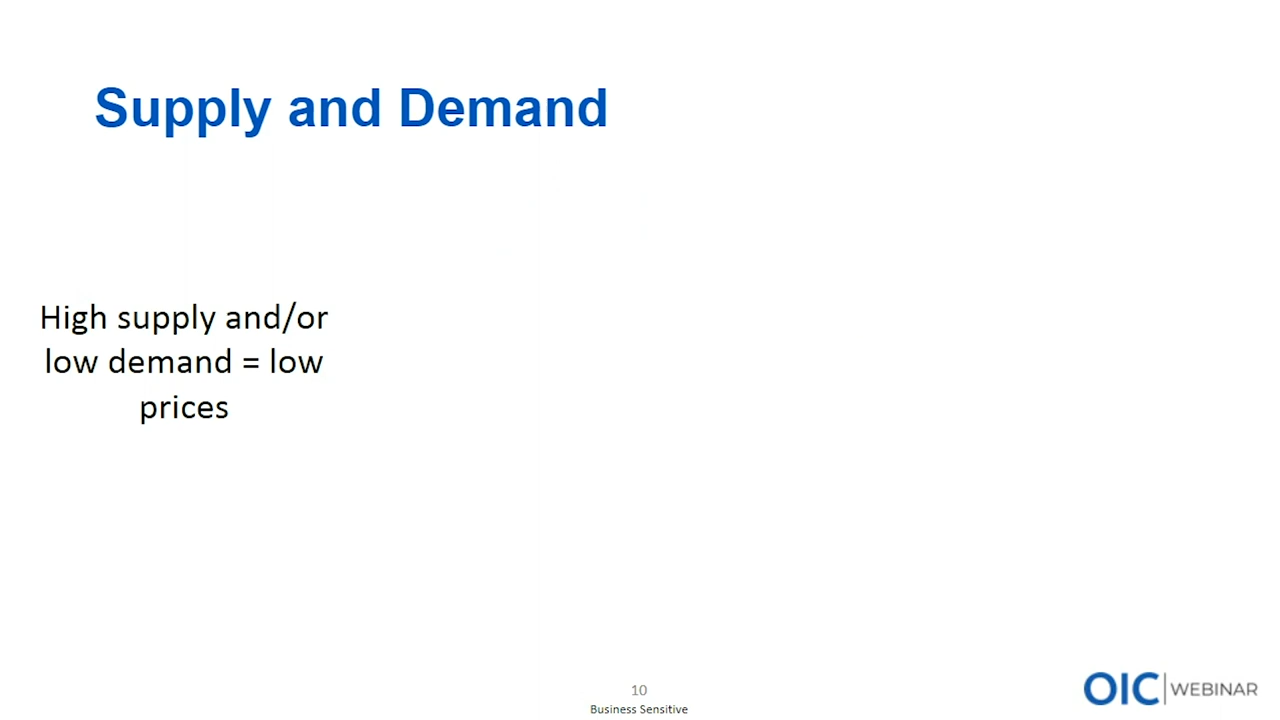 Supply and Demand
High supply and/or
low demand = low
prices
10
Business Sensitive
OIC | WEBINAR